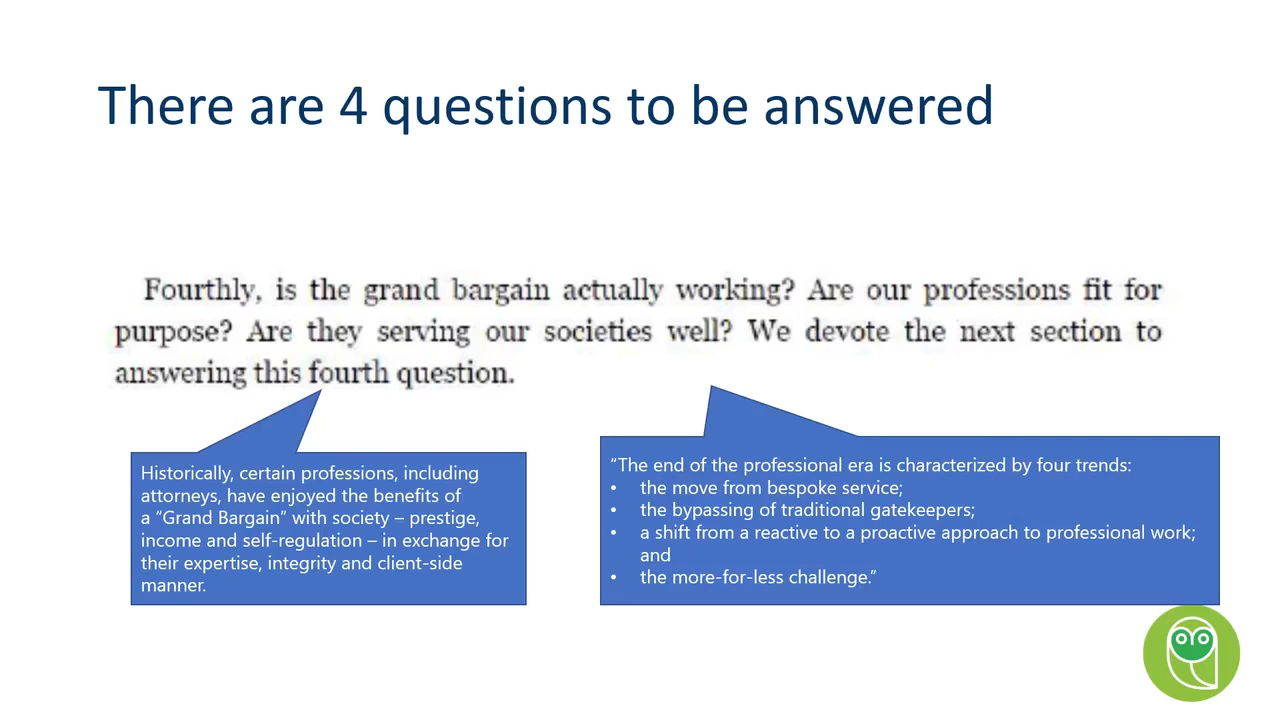 There are 4 questions to be answered
Fourthly, is the grand bargain actually working? Are our professions fit for
purpose? Are they serving our societies well? We devote the next section to
answering this fourth question.
Historically, certain professions, including
attorneys, have enjoyed the benefits of
a “Grand Bargain” with society – prestige,
income and self-regulation – in exchange for
their expertise, integrity and client-side
manner.
“The end of the professional era is characterized by four trends:
• the move from bespoke service;
• the bypassing of traditional gatekeepers;
• a shift from a reactive to a proactive approach to professional work;
and
• the more-for-less challenge.”